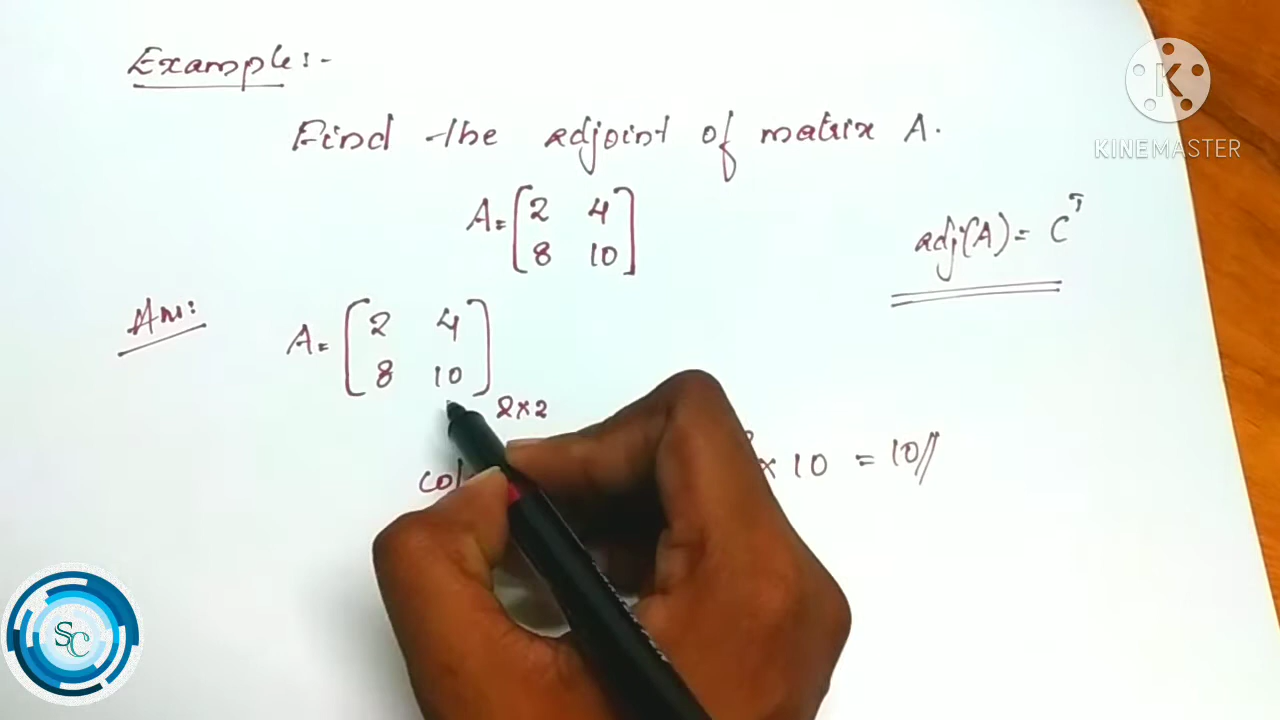 Example:-
KINEMASTER
Find the adjoint of matrix A.
A = [2 4
8 10]
adj(A) = Cᵀ
Ans:
A = [2 4
8 10] 2×2
× 10 = 10//
SC